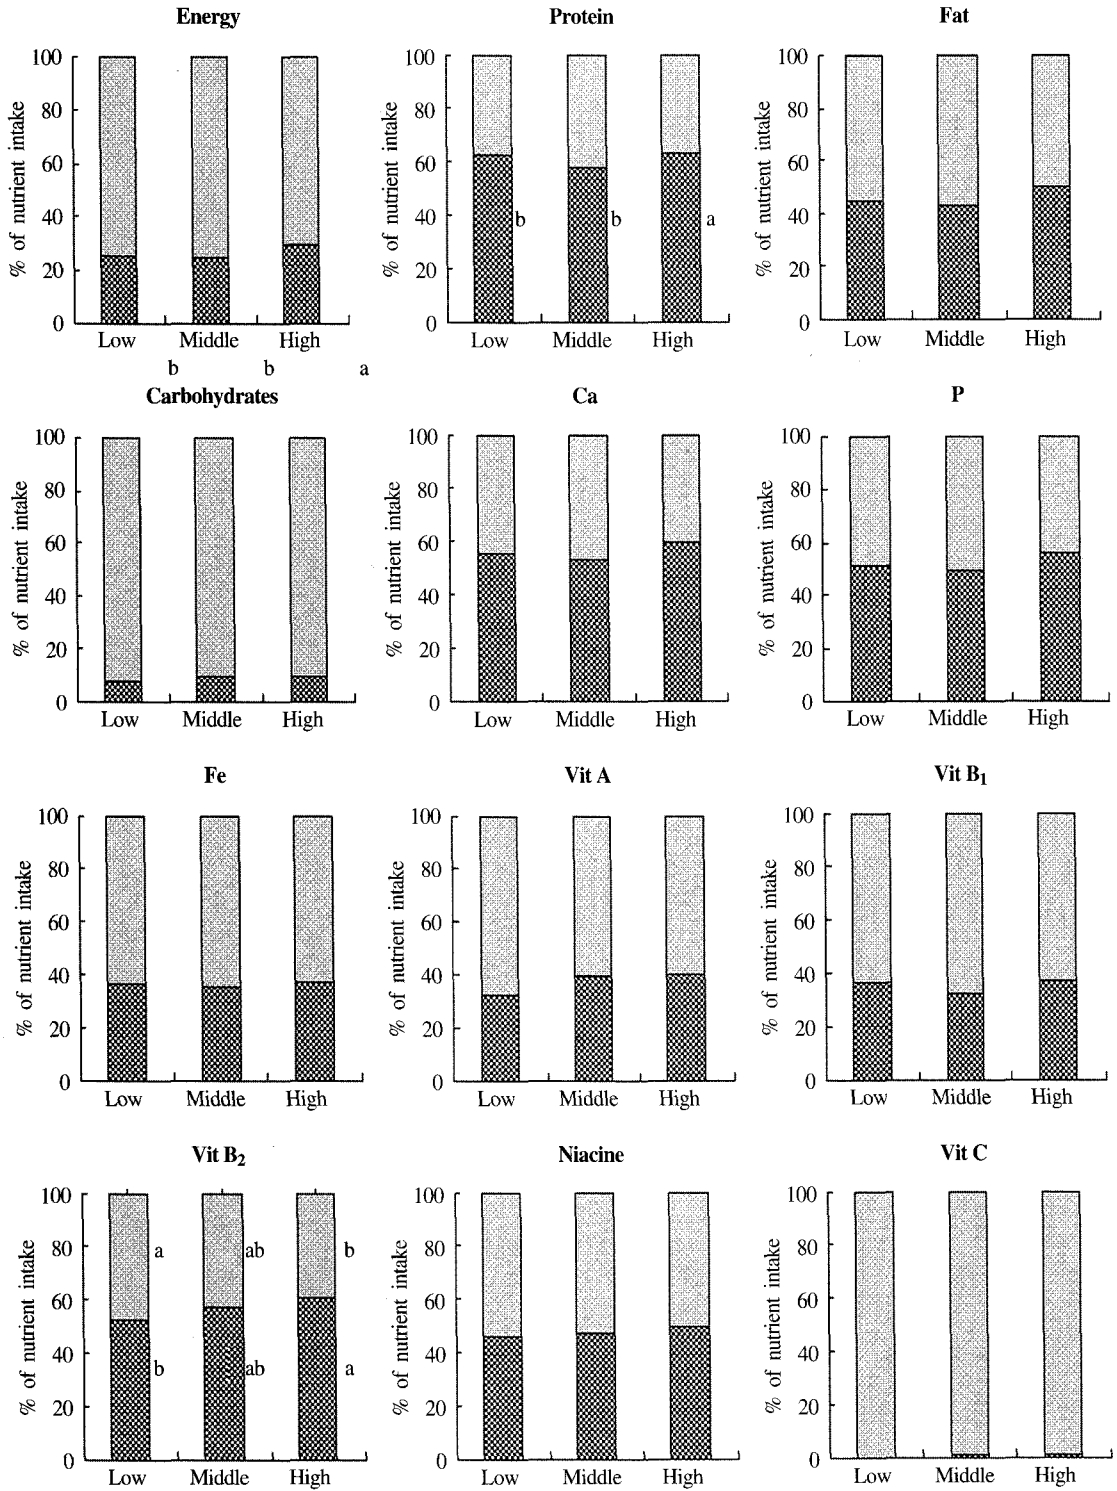 Energy
% of nutrient intake
100
80
60
40
20
0
Low Middle High
Protein
% of nutrient intake
100
80
60
40
20
0
b b a
Low Middle High
Fat
% of nutrient intake
100
80
60
40
20
0
Low Middle High
b b a
Carbohydrates
% of nutrient intake
100
80
60
40
20
0
Low Middle High
Ca
% of nutrient intake
100
80
60
40
20
0
Low Middle High
P
% of nutrient intake
100
80
60
40
20
0
Low Middle High
Fe
% of nutrient intake
100
80
60
40
20
0
Low Middle High
Vit A
% of nutrient intake
100
80
60
40
20
0
Low Middle High
Vit B₁
% of nutrient intake
100
80
60
40
20
0
Low Middle High
Vit B₂
% of nutrient intake
100
80
60
40
20
0
a ab b
b ab a
Low Middle High
Niacine
% of nutrient intake
100
80
60
40
20
0
Low Middle High
Vit C
% of nutrient intake
100
80
60
40
20
0
Low Middle High